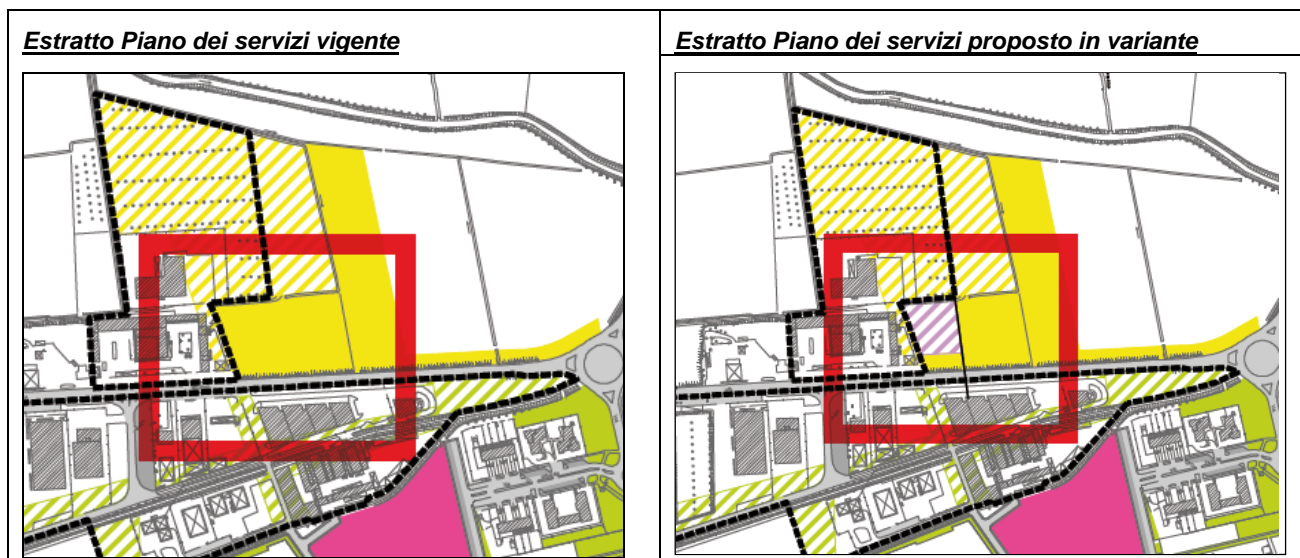 Estratto Piano dei servizi vigente
Estratto Piano dei servizi proposto in variante